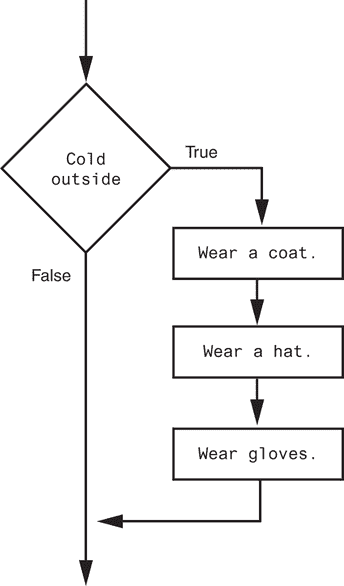 Cold
outside
True
Wear a coat.
False
Wear a hat.
Wear gloves.